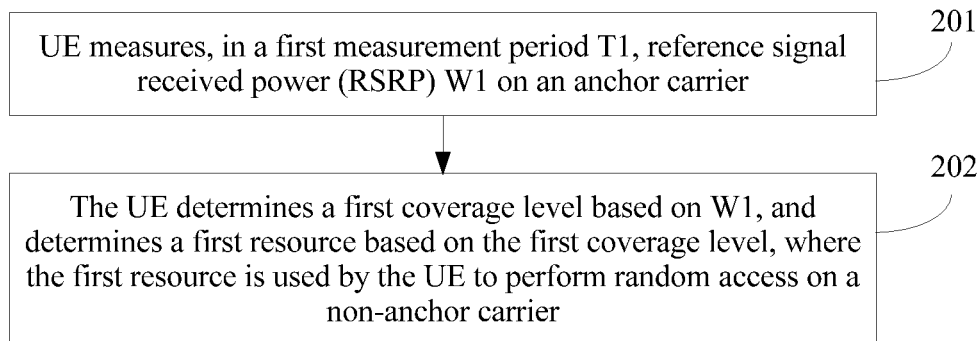 201
UE measures, in a first measurement period T1, reference signal
received power (RSRP) W1 on an anchor carrier
202
The UE determines a first coverage level based on W1, and
determines a first resource based on the first coverage level, where
the first resource is used by the UE to perform random access on a
non-anchor carrier